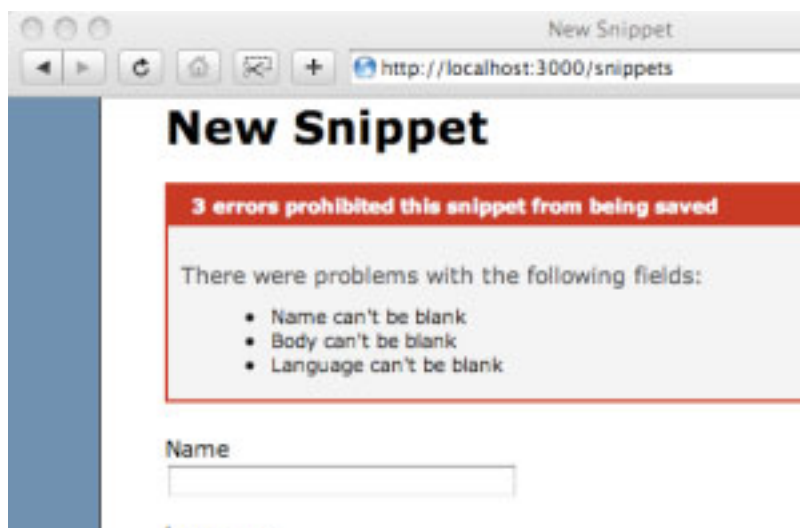 New Snippet
http://localhost:3000/snippets
New Snippet
3 errors prohibited this snippet from being saved
There were problems with the following fields:
• Name can't be blank
• Body can't be blank
• Language can't be blank
Name